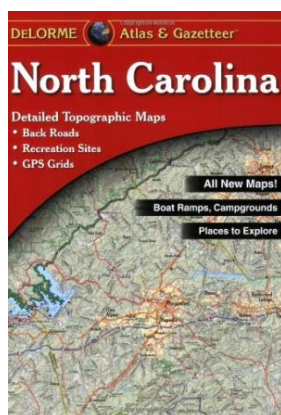 DELORME Atlas & Gazetteer
North Carolina
Detailed Topographic Maps
• Back Roads
• Recreation Sites
• GPS Grids
All New Maps!
Boat Ramps, Campgrounds
Places to Explore